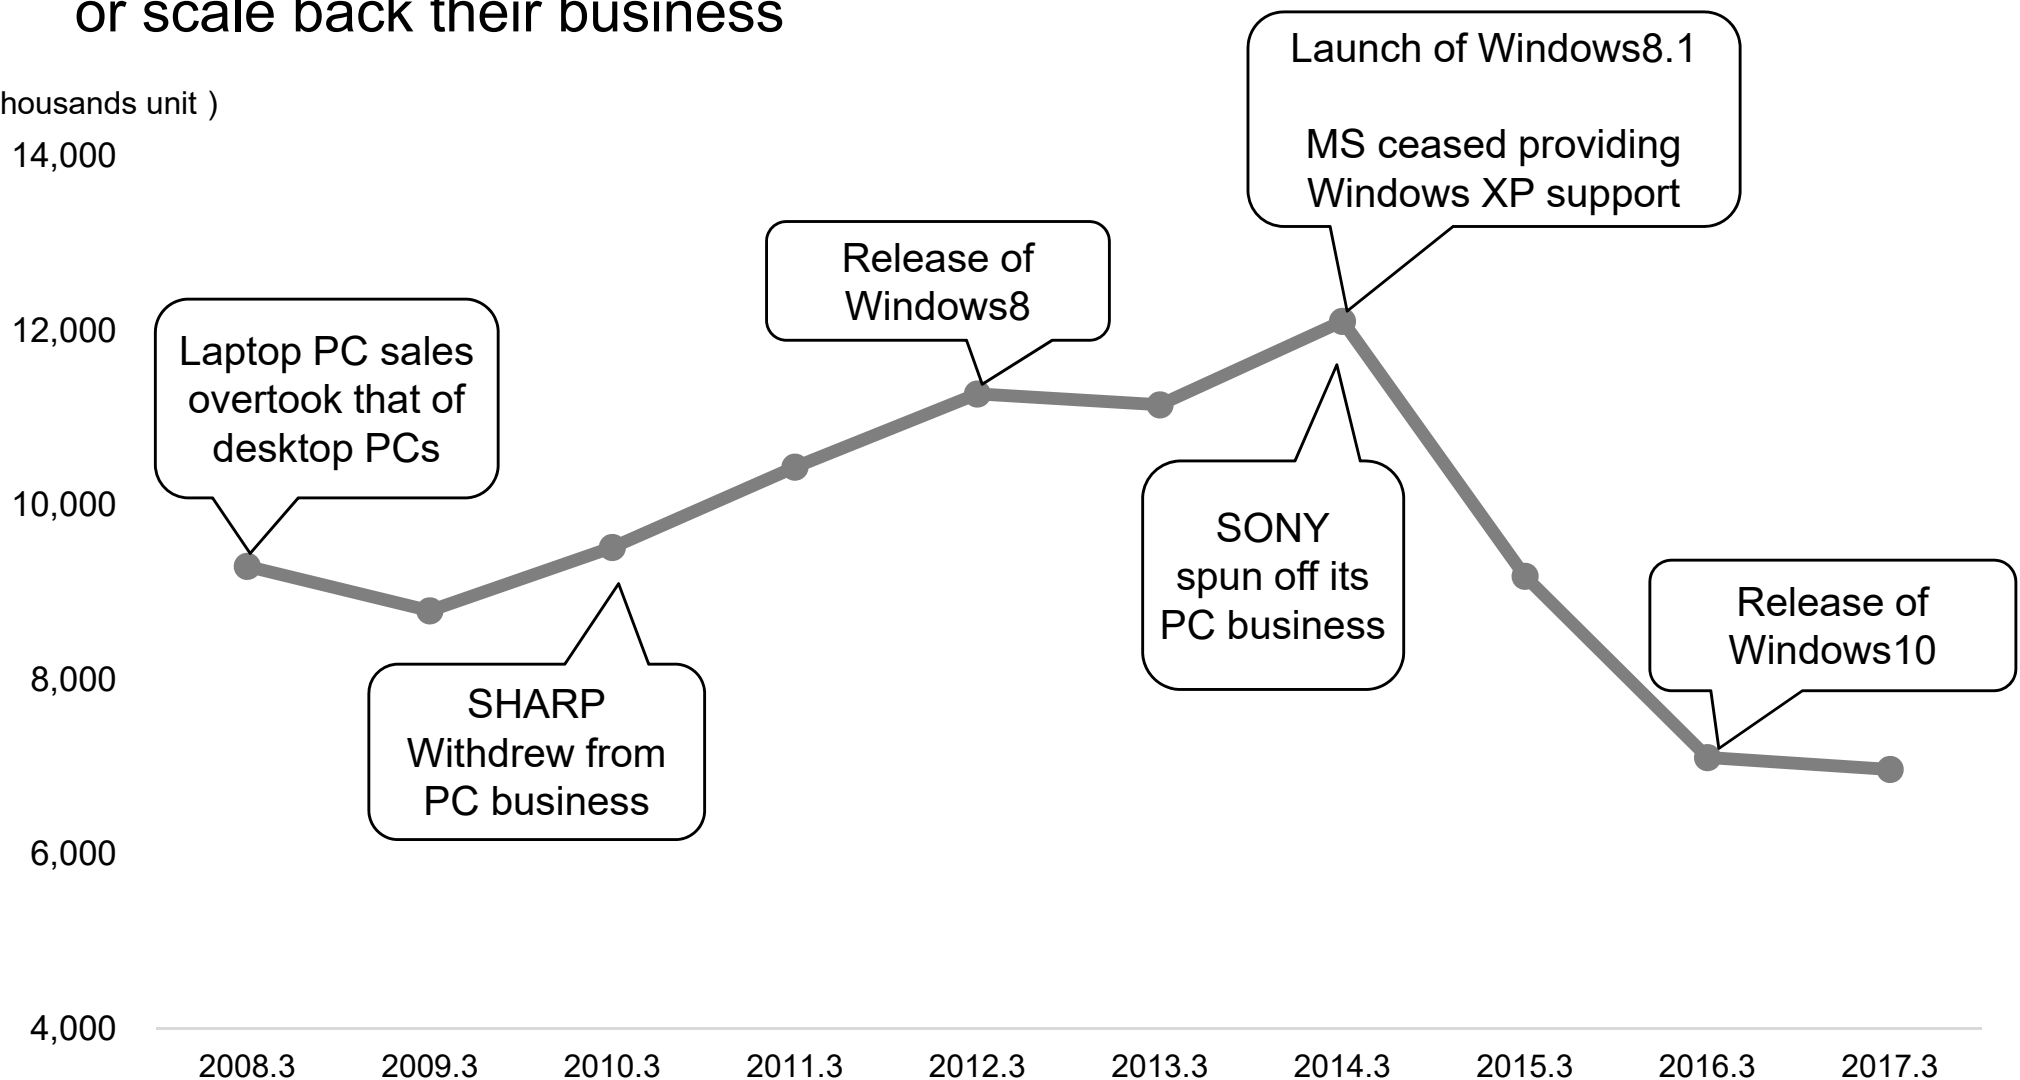 or scale back their business
housands unit )
14,000
12,000
10,000
8,000
6,000
4,000
Laptop PC sales
overtook that of
desktop PCs
SHARP
Withdrew from
PC business
Release of
Windows8
Launch of Windows8.1
MS ceased providing
Windows XP support
SONY
spun off its
PC business
Release of
Windows10
2008.3 2009.3 2010.3 2011.3 2012.3 2013.3 2014.3 2015.3 2016.3 2017.3